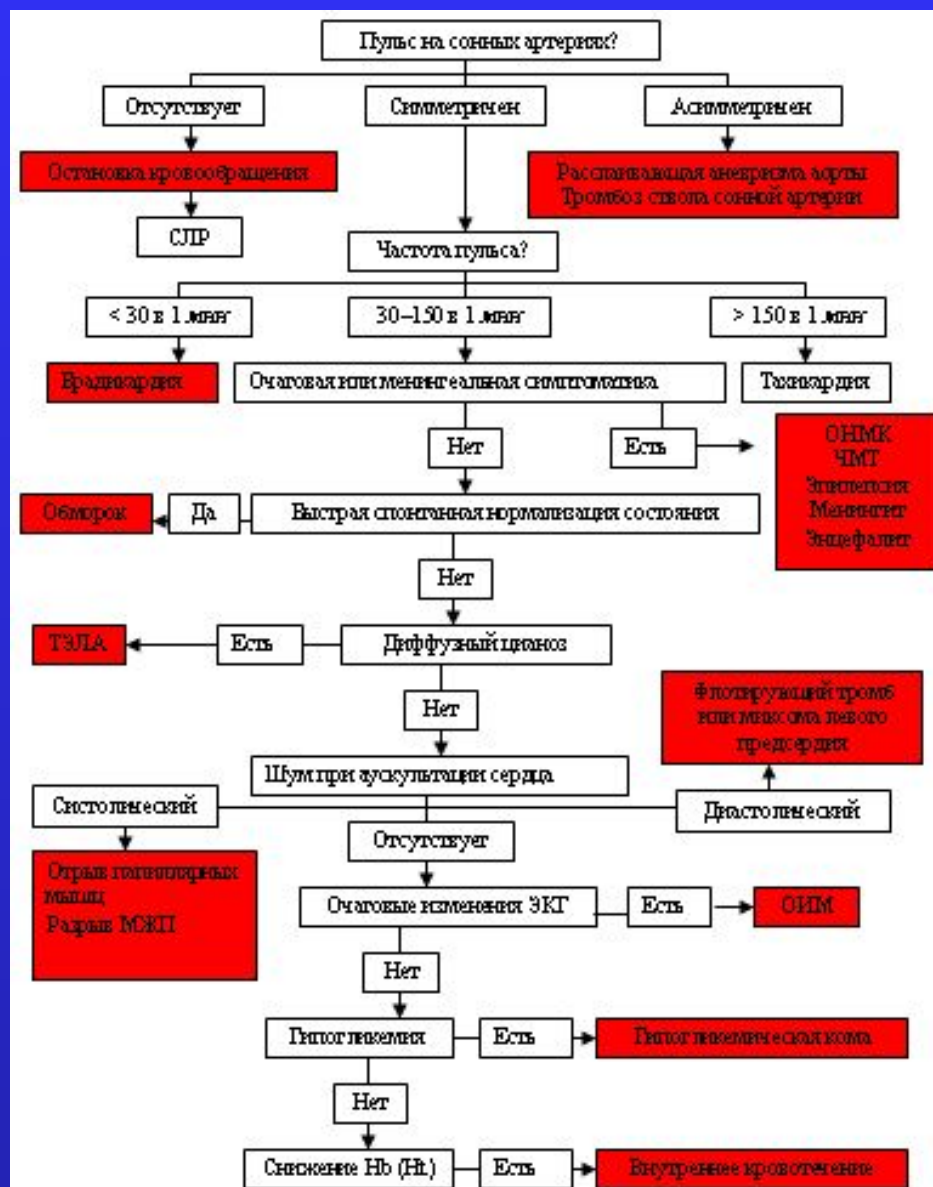 Пульс на сонных артериях?
Отсутствует
Симметричен
Асимметричен
Остановка кровообращения
Расслаивающая аневризма аорты
Тромбоз ствола сонной артерии
СЛР
Частота пульса?
< 30 в 1 мин
30–150 в 1 мин
> 150 в 1 мин
Брадикардия
Очаговая или менингеальная симптоматика
Тахикардия
Нет
Есть
ОНМК
ЧМТ
Эпилепсия
Менингит
Энцефалит
Обморок
Да
Быстрая спонтанная нормализация состояния
Нет
ТЭЛА
Есть
Диффузный цианоз
Нет
Флотирующий тромб
или миксома левого
предсердия
Шум при аускультации сердца
Систолический
Диастолический
Отсутствует
Отрыв папиллярных
мышц
Разрыв МЖП
Очаговые изменения ЭКГ
Есть
ОИМ
Нет
Гипогликемия
Есть
Гипогликемическая кома
Нет
Снижение Hb (Ht)
Есть
Внутреннее кровотечение